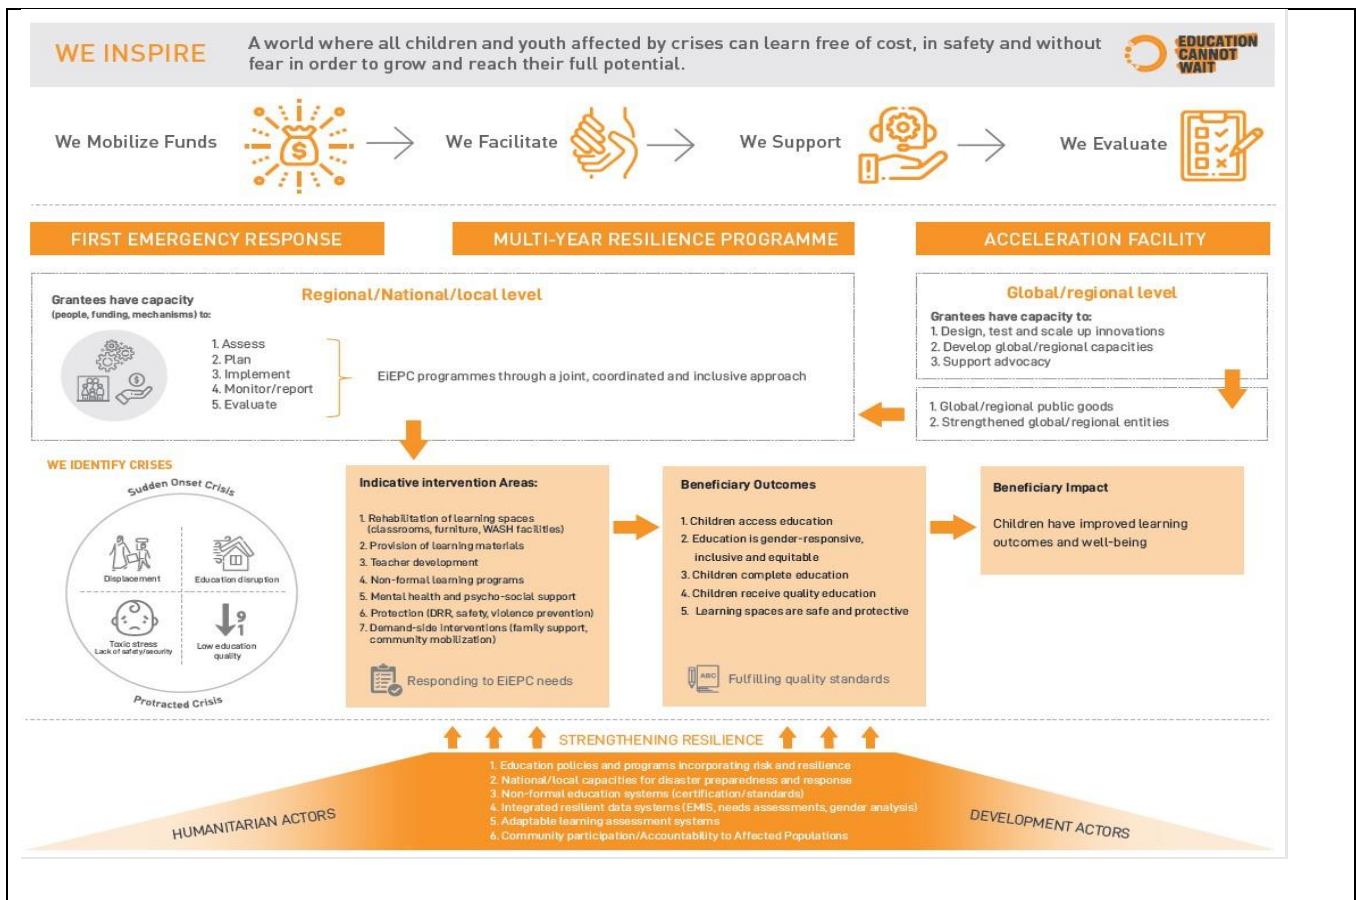 WE INSPIRE
A world where all children and youth affected by crises can learn free of cost, in safety and without
fear in order to grow and reach their full potential.
EDUCATION
CANNOT
WAIT
We Mobilize Funds
We Facilitate
We Support
We Evaluate
FIRST EMERGENCY RESPONSE
MULTI-YEAR RESILIENCE PROGRAMME
ACCELERATION FACILITY
Regional/National/local level
Grantees have capacity
(people, funding, mechanisms) to:
1. Assess
2. Plan
3. Implement
4. Monitor/report
5. Evaluate
EiEPC programmes through a joint, coordinated and inclusive approach
Global/regional level
Grantees have capacity to:
1. Design, test and scale up innovations
2. Develop global/regional capacities
3. Support advocacy
1. Global/regional public goods
2. Strengthened global/regional entities
WE IDENTIFY CRISES
Sudden Onset Crisis
Displacement
Education disruption
Toxic stress
Lack of safety/security
9
1
Low education
quality
Protracted Crisis
Indicative intervention Areas:
1. Rehabilitation of learning spaces
(classrooms, furniture, WASH facilities)
2. Provision of learning materials
3. Teacher development
4. Non-formal learning programs
5. Mental health and psycho-social support
6. Protection (DRR, safety, violence prevention)
7. Demand-side interventions (family support,
community mobilization)
Responding to EiEPC needs
Beneficiary Outcomes
1. Children access education
2. Education is gender-responsive,
inclusive and equitable
3. Children complete education
4. Children receive quality education
5. Learning spaces are safe and protective
ABC
Fulfilling quality standards
Beneficiary Impact
Children have improved learning
outcomes and well-being
STRENGTHENING RESILIENCE
1. Education policies and programs incorporating risk and resilience
2. National/local capacities for disaster preparedness and response
3. Non-formal education systems (certification/standards)
4. Integrated resilient data systems (EMIS, needs assessments, gender analysis)
5. Adaptable learning assessment systems
6. Community participation/Accountability to Affected Populations
HUMANITARIAN ACTORS
DEVELOPMENT ACTORS